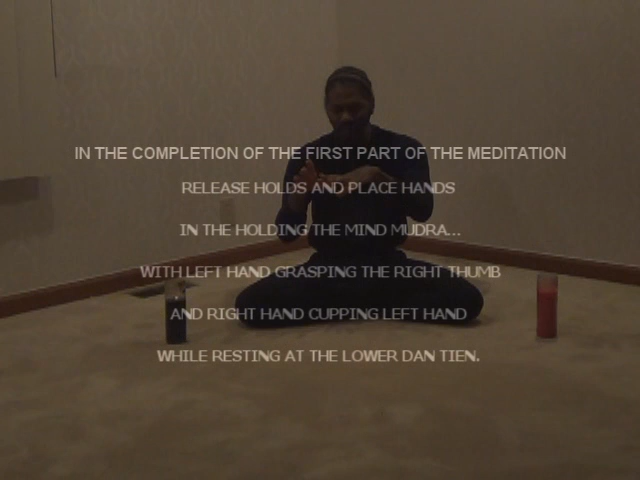 IN THE COMPLETION OF THE FIRST PART OF THE MEDITATION
RELEASE HOLDS AND PLACE HANDS
IN THE HOLDING THE MIND MUDRA...
WITH LEFT HAND GRASPING THE RIGHT THUMB
AND RIGHT HAND CUPPING LEFT HAND
WHILE RESTING AT THE LOWER DAN TIEN.